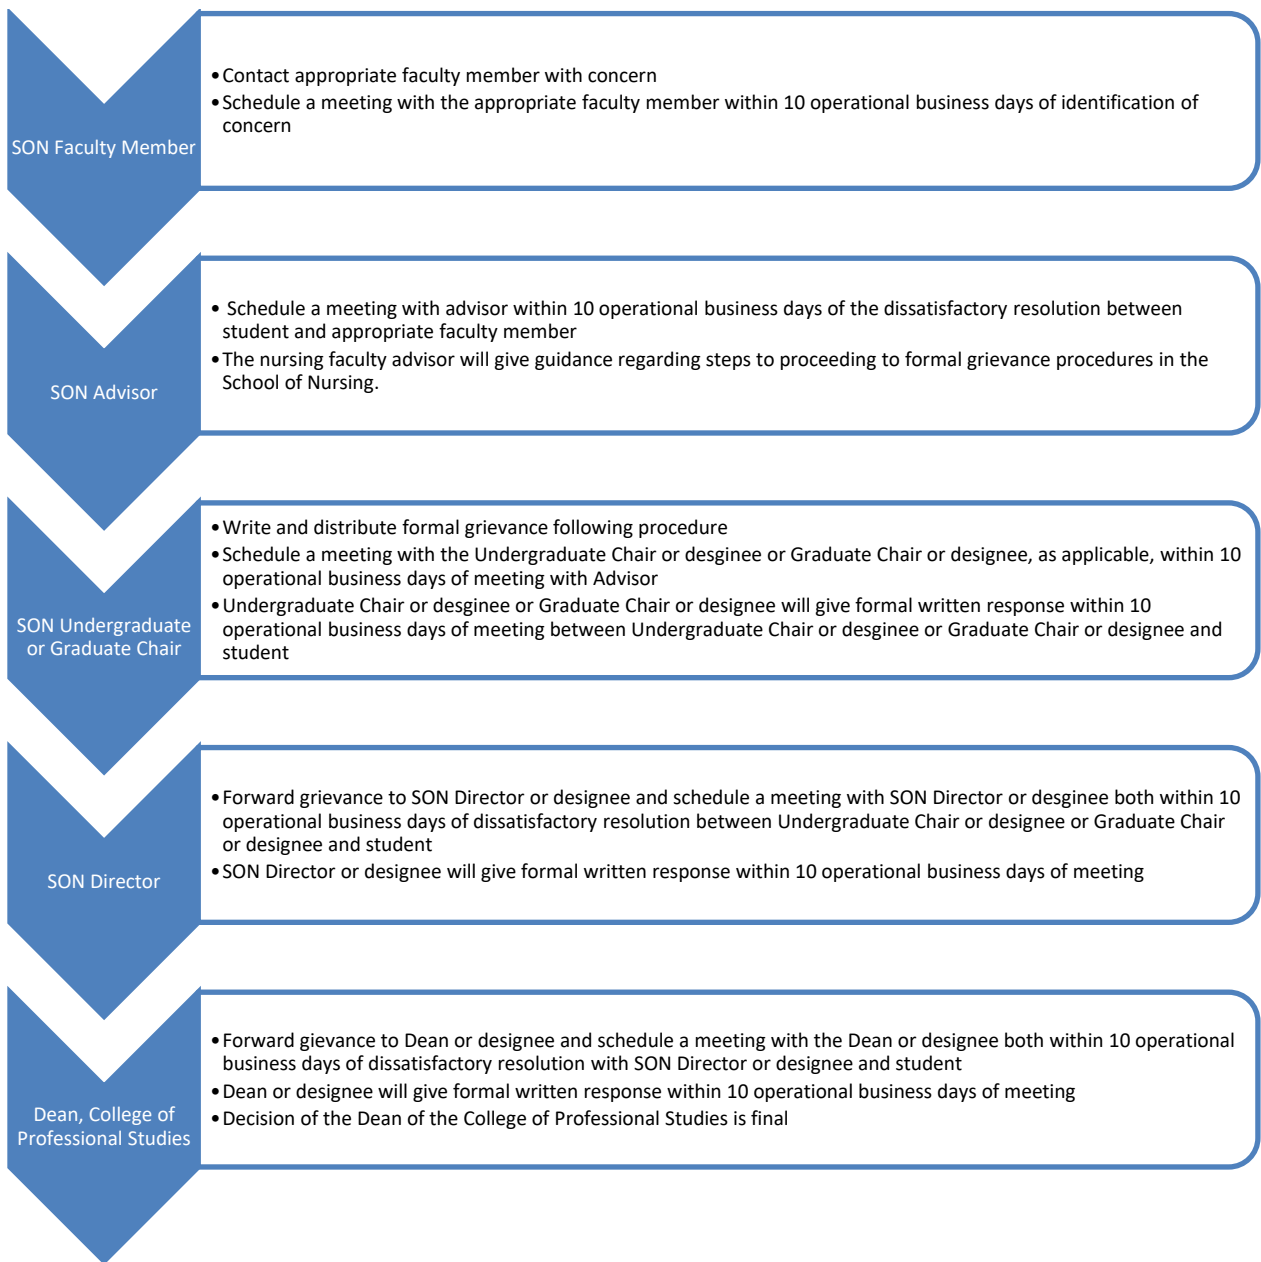 SON Faculty Member
•Contact appropriate faculty member with concern
•Schedule a meeting with the appropriate faculty member within 10 operational business days of identification of
concern
SON Advisor
• Schedule a meeting with advisor within 10 operational business days of the dissatisfactory resolution between
student and appropriate faculty member
•The nursing faculty advisor will give guidance regarding steps to proceeding to formal grievance procedures in the
School of Nursing.
SON Undergraduate
or Graduate Chair
•Write and distribute formal grievance following procedure
•Schedule a meeting with the Undergraduate Chair or desginee or Graduate Chair or designee, as applicable, within 10
operational business days of meeting with Advisor
•Undergraduate Chair or desginee or Graduate Chair or designee will give formal written response within 10
operational business days of meeting between Undergraduate Chair or desginee or Graduate Chair or designee and
student
SON Director
•Forward grievance to SON Director or designee and schedule a meeting with SON Director or desginee both within 10
operational business days of dissatisfactory resolution between Undergraduate Chair or designee or Graduate Chair
or designee and student
•SON Director or designee will give formal written response within 10 operational business days of meeting
Dean, College of
Professional Studies
•Forward gievance to Dean or designee and schedule a meeting with the Dean or designee both within 10 operational
business days of dissatisfactory resolution with SON Director or designee and student
•Dean or designee will give formal written response within 10 operational business days of meeting
•Decision of the Dean of the College of Professional Studies is final